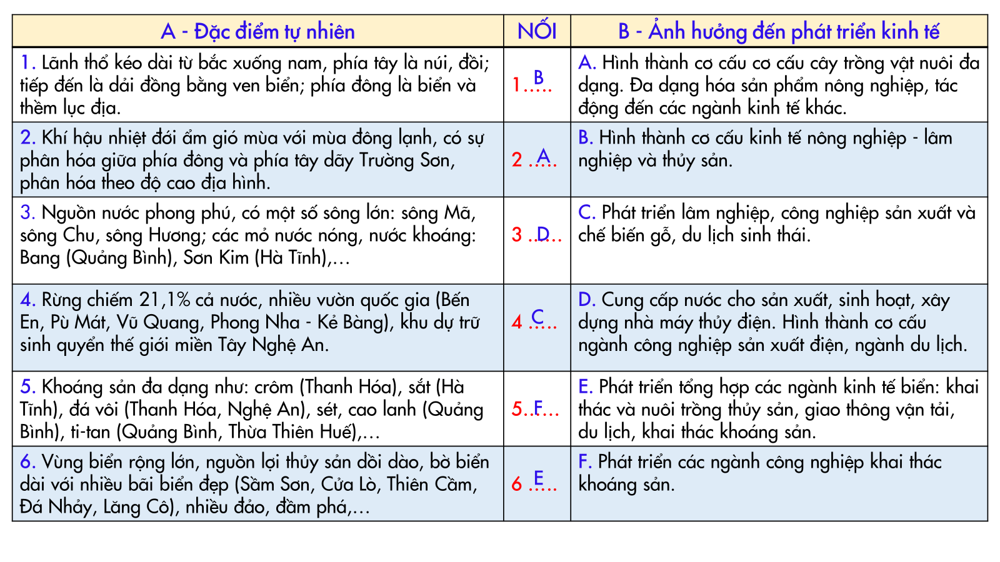 A - Đặc điểm tự nhiên
NỐI
B - Ảnh hưởng đến phát triển kinh tế
1. Lãnh thổ kéo dài từ bắc xuống nam, phía tây là núi, đồi;
tiếp đến là dải đồng bằng ven biển; phía đông là biển và
thềm lục địa.
1..... B
A. Hình thành cơ cấu cơ cấu cây trồng vật nuôi đa
dạng. Đa dạng hóa sản phẩm nông nghiệp, tác
động đến các ngành kinh tế khác.
2. Khí hậu nhiệt đới ẩm gió mùa với mùa đông lạnh, có sự
phân hóa giữa phía đông và phía tây dãy Trường Sơn,
phân hóa theo độ cao địa hình.
2 ..... A
B. Hình thành cơ cấu kinh tế nông nghiệp - lâm
nghiệp và thủy sản.
3. Nguồn nước phong phú, có một số sông lớn: sông Mã,
sông Chu, sông Hương; các mỏ nước nóng, nước khoáng:
Bang (Quảng Bình), Sơn Kim (Hà Tĩnh),...
3 ...... D
C. Phát triển lâm nghiệp, công nghiệp sản xuất và
chế biến gỗ, du lịch sinh thái.
4. Rừng chiếm 21,1% cả nước, nhiều vườn quốc gia (Bến
En, Pù Mát, Vũ Quang, Phong Nha - Kẻ Bàng), khu dự trữ
sinh quyển thế giới miền Tây Nghệ An.
4 ..... C
D. Cung cấp nước cho sản xuất, sinh hoạt, xây
dựng nhà máy thủy điện. Hình thành cơ cấu
ngành công nghiệp sản xuất điện, ngành du lịch.
5. Khoáng sản đa dạng như: crôm (Thanh Hóa), sắt (Hà
Tĩnh), đá vôi (Thanh Hóa, Nghệ An), sét, cao lanh (Quảng
Bình), ti-tan (Quảng Bình, Thừa Thiên Huế),...
5...... F
E. Phát triển tổng hợp các ngành kinh tế biển: khai
thác và nuôi trồng thủy sản, giao thông vận tải,
du lịch, khai thác khoáng sản.
6. Vùng biển rộng lớn, nguồn lợi thủy sản dồi dào, bờ biển
dài với nhiều bãi biển đẹp (Sầm Sơn, Cửa Lò, Thiên Cầm,
Đá Nhảy, Lăng Cô), nhiều đảo, đầm phá,...
6 ..... E
F. Phát triển các ngành công nghiệp khai thác
khoáng sản.